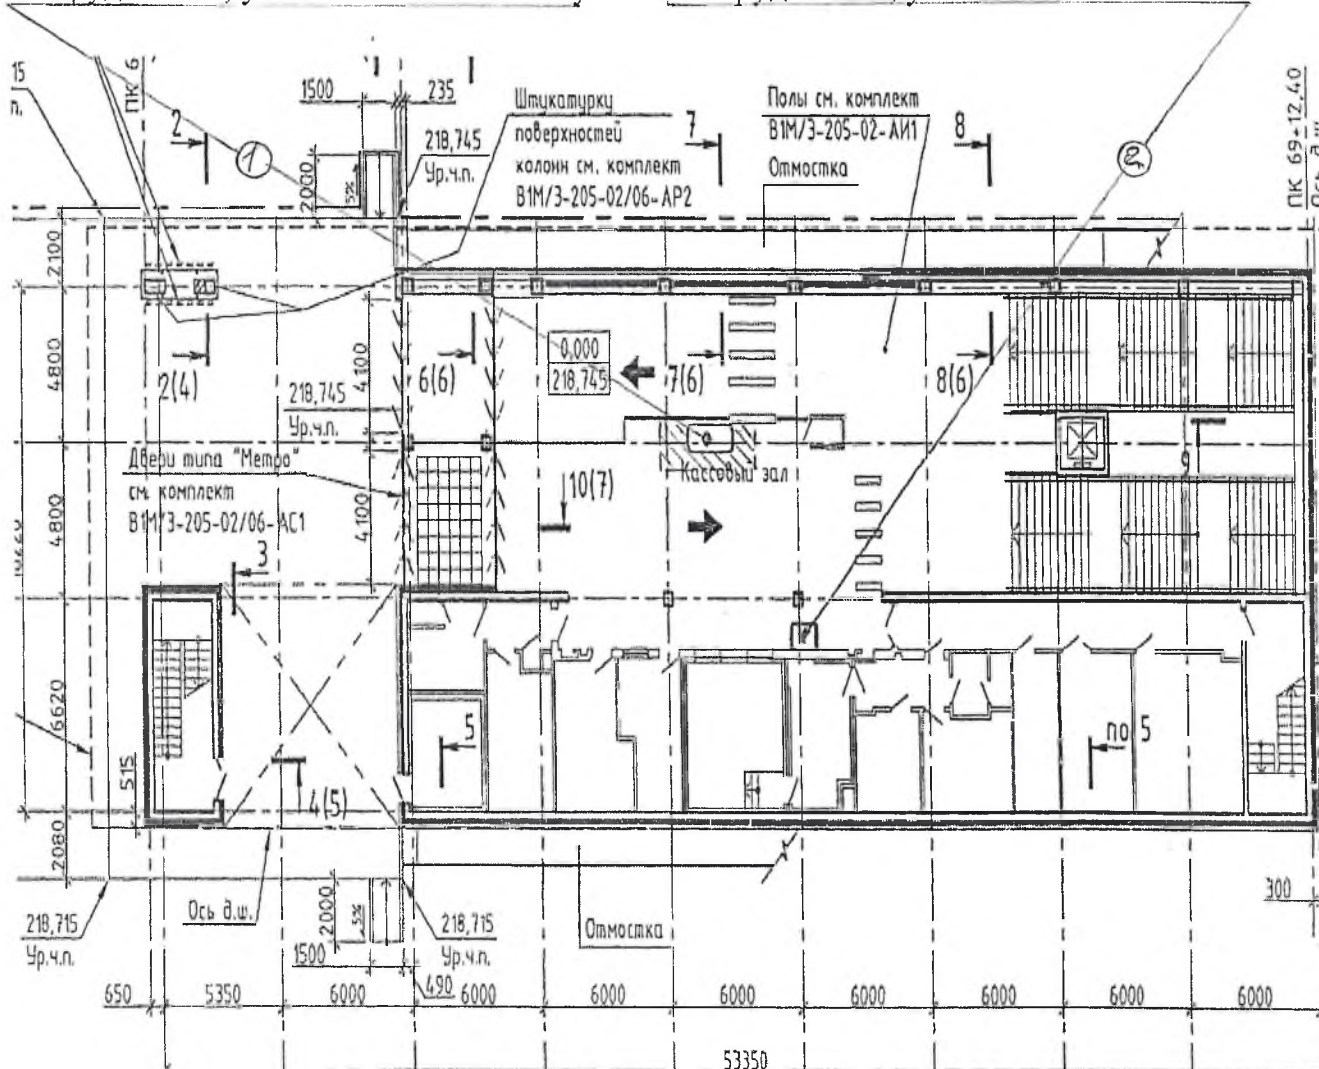 15
п.
ПК 6
1500
235
Штукатурку
поверхностей
колонн см. комплект
В1М/3-205-02/06-АР2
Полы см. комплект
В1М/3-205-02-АИ1
Отмостка
ПК 69+12,40
Ось д.ш.
2
1
218,745
Ур.ч.п.
7
8
2
2000
5%
2100
4800
4100
2(4)
6(6)
0,000
218,745
7(6)
8(6)
218,745
Ур.ч.п.
Двери типа "Метро"
см. комплект
В1М/3-205-02/06-АС1
Кассовый зал
10(7)
9
4800
4100
3
6620
515
5
по 5
4(5)
2080
218,715
Ур.ч.п.
Ось д.ш.
2000
5%
218,715
Ур.ч.п.
Отмостка
300
1500
490
650
5350
6000
6000
6000
6000
6000
6000
6000
6000
53350